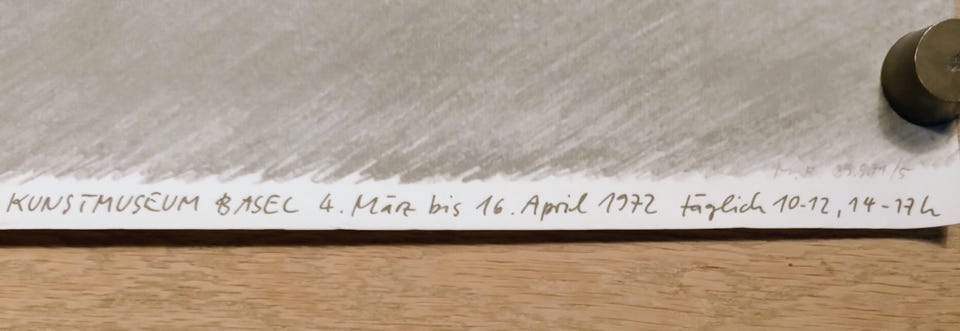 KUNSTMUSEUM BASEL 4. März bis 16. April 1972 täglich 10-12, 14-17h